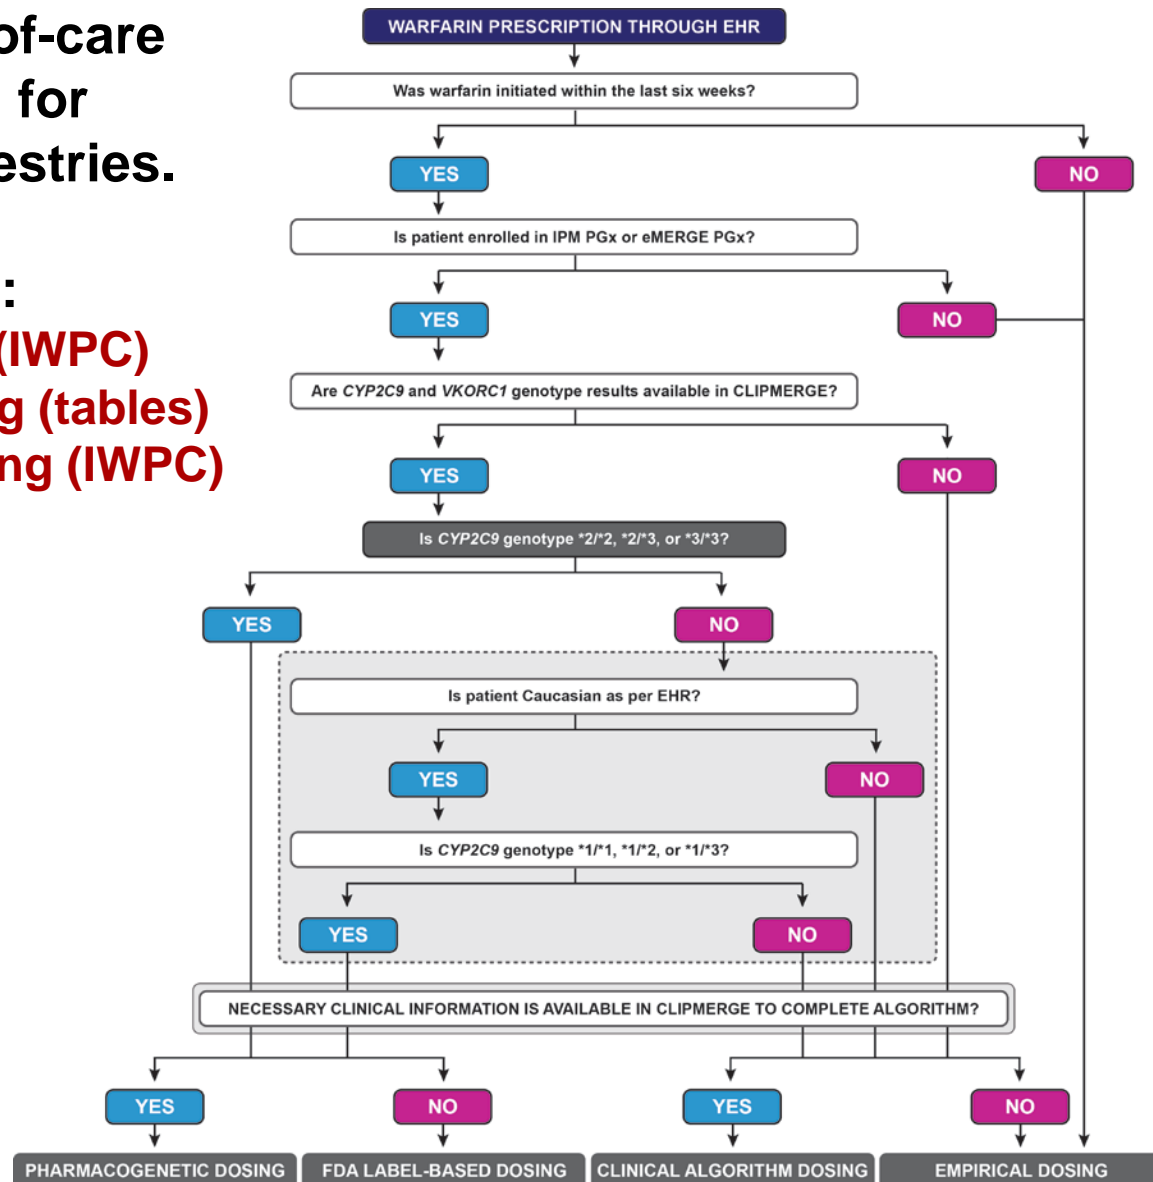 of-care
for
estries.
:
(IWPC)
g (tables)
ng (IWPC)
WARFARIN PRESCRIPTION THROUGH EHR
Was warfarin initiated within the last six weeks?
YES
NO
Is patient enrolled in IPM PGx or eMERGE PGx?
YES
NO
Are CYP2C9 and VKORC1 genotype results available in CLIPMERGE?
YES
NO
Is CYP2C9 genotype *2/*2, *2/*3, or *3/*3?
YES
NO
Is patient Caucasian as per EHR?
YES
NO
Is CYP2C9 genotype *1/*1, *1/*2, or *1/*3?
YES
NO
NECESSARY CLINICAL INFORMATION IS AVAILABLE IN CLIPMERGE TO COMPLETE ALGORITHM?
YES
NO
YES
NO
PHARMACOGENETIC DOSING
FDA LABEL-BASED DOSING
CLINICAL ALGORITHM DOSING
EMPIRICAL DOSING